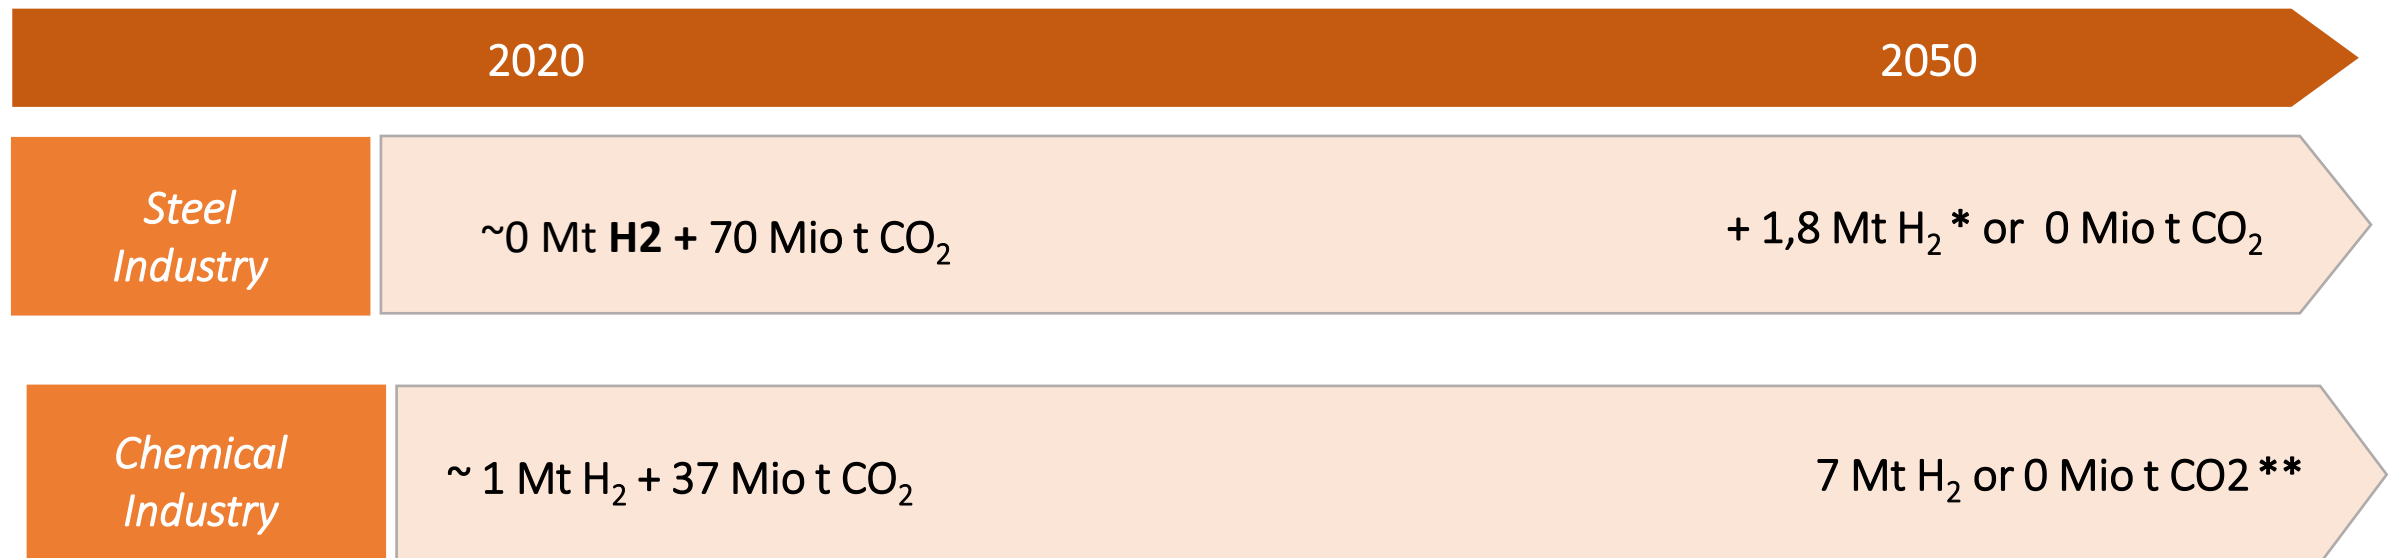 2020 2050
Steel
Industry
~0 Mt H2 + 70 Mio t CO₂
+ 1,8 Mt H₂ * or 0 Mio t CO₂
Chemical
Industry
~ 1 Mt H₂ + 37 Mio t CO₂
7 Mt H₂ or 0 Mio t CO2 **